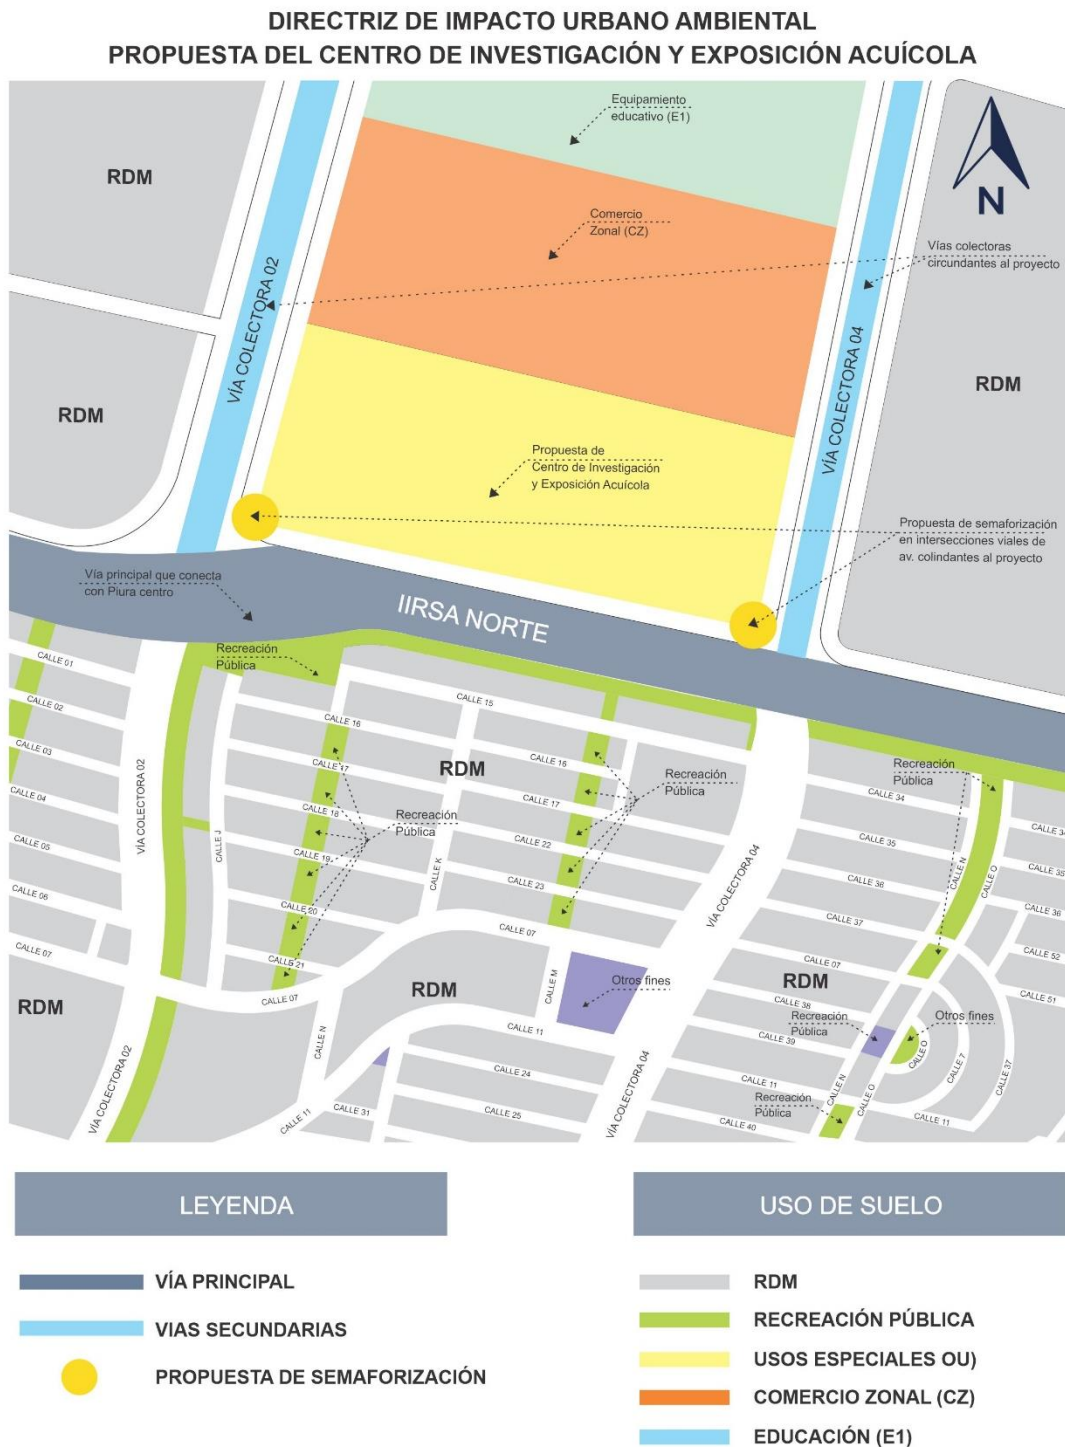 DIRECTRIZ DE IMPACTO URBANO AMBIENTAL
PROPUESTA DEL CENTRO DE INVESTIGACIÓN Y EXPOSICIÓN ACUÍCOLA
Equipamiento
educativo (E1)
RDM
N
Comercio
Zonal (CZ)
Vías colectoras
circundantes al proyecto
VÍA COLECTORA 02
VÍA COLECTORA 04
RDM
RDM
Propuesta de
Centro de Investigación
y Exposición Acuícola
Propuesta de semaforización
en intersecciones viales de
av. colindantes al proyecto
Vía principal que conecta
con Piura centro
IIRSA NORTE
Recreación
Pública
CALLE 01
CALLE 02
CALLE 03
CALLE 04
CALLE 05
CALLE 06
CALLE 07
VÍA COLECTORA 02
CALLE J
CALLE 15
CALLE 16
CALLE 17
CALLE 18
CALLE 19
CALLE 20
CALLE 21
CALLE 07
Recreación
Pública
CALLE K
RDM
CALLE 16
CALLE 17
CALLE 22
CALLE 23
CALLE 07
Recreación
Pública
VÍA COLECTORA 04
Recreación
Pública
CALLE 34
CALLE 35
CALLE 36
CALLE 37
CALLE 07
CALLE N
CALLE O
CALLE 34
CALLE 35
CALLE 36
CALLE 52
CALLE 51
RDM
RDM
RDM
CALLE M
Otros fines
CALLE 38
CALLE 39
Recreación
Pública
Otros fines
CALLE O
CALLE 7
CALLE 37
CALLE N
CALLE 11
CALLE 24
CALLE 25
CALLE 31
CALLE 11
VÍA COLECTORA 02
VÍA COLECTORA 04
CALLE 11
Recreación
Pública
CALLE N
CALLE O
CALLE 11
CALLE 40
LEYENDA
VÍA PRINCIPAL
VIAS SECUNDARIAS
PROPUESTA DE SEMAFORIZACIÓN
USO DE SUELO
RDM
RECREACIÓN PÚBLICA
USOS ESPECIALES OU)
COMERCIO ZONAL (CZ)
EDUCACIÓN (E1)